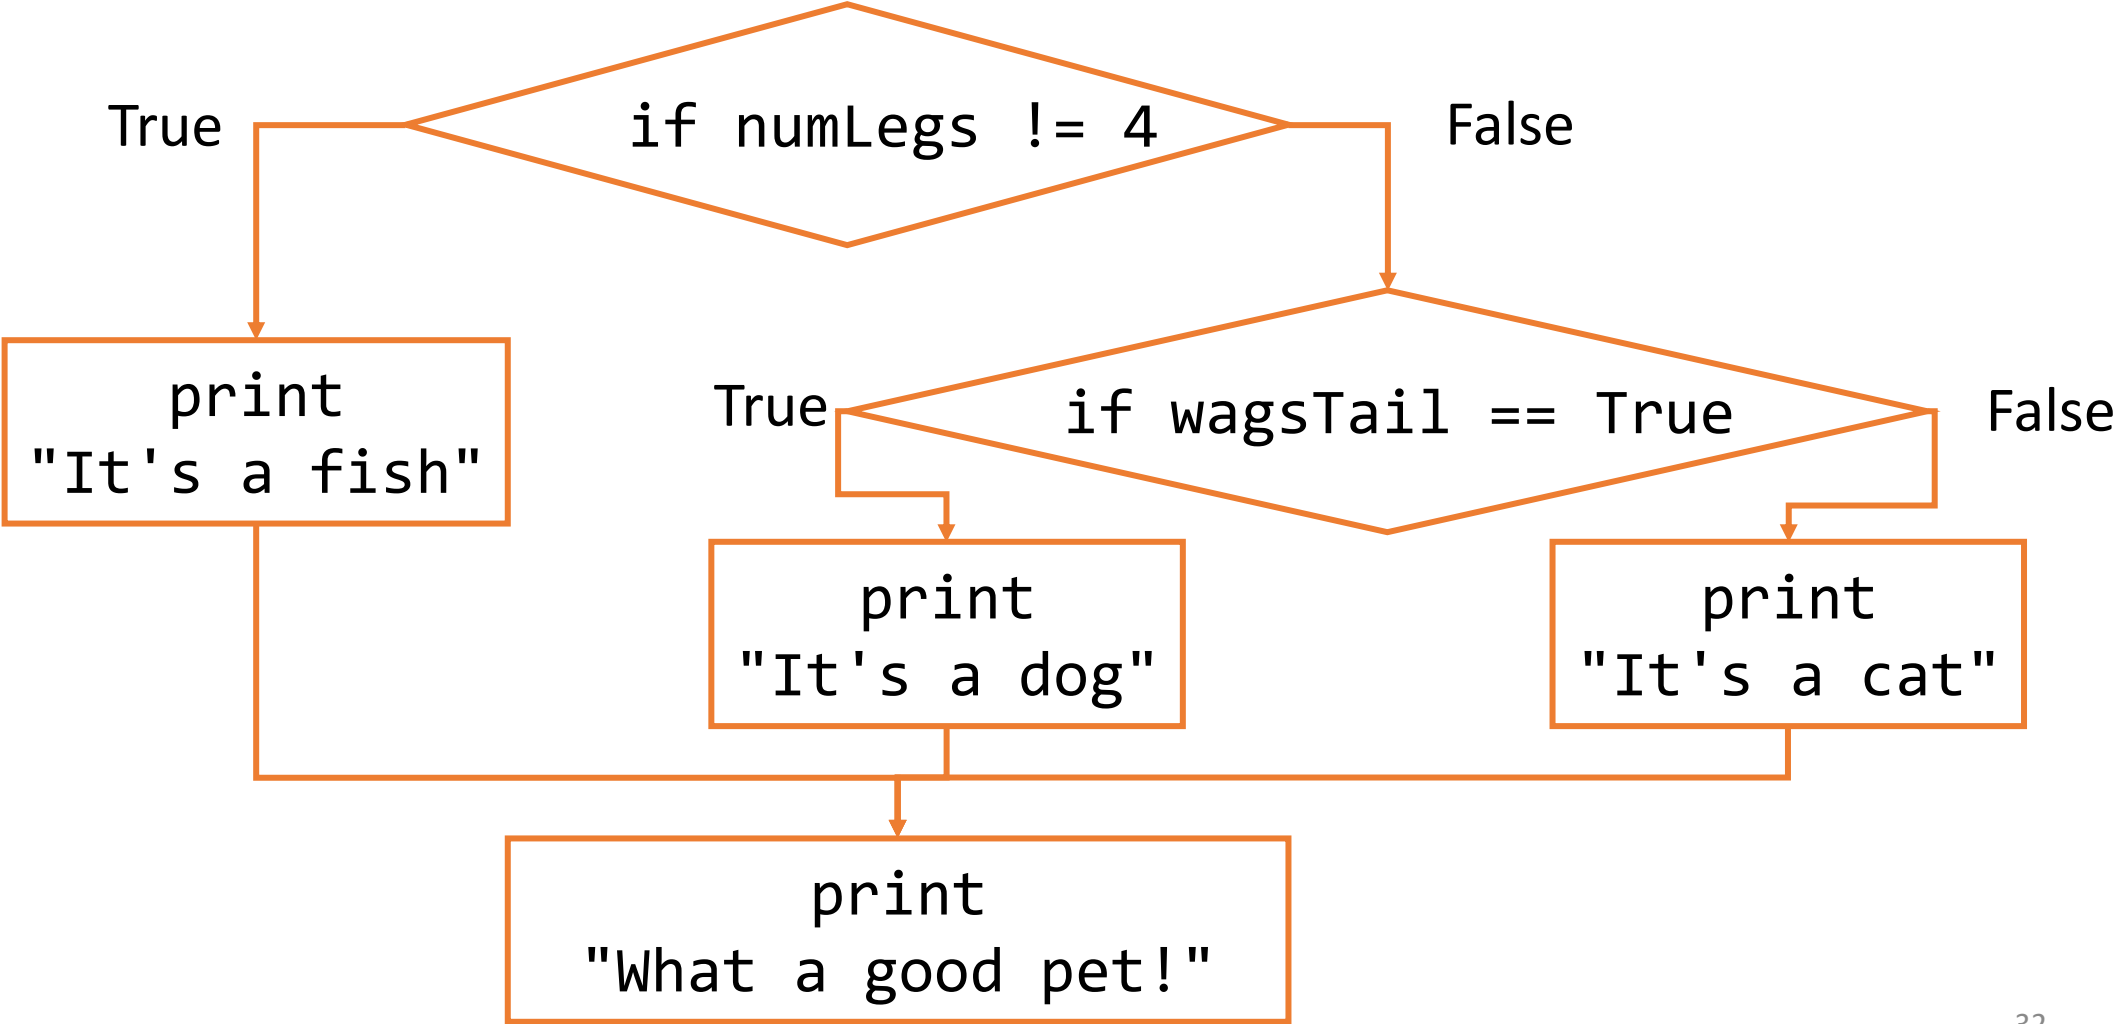 if numLegs != 4
True
False
print
"It's a fish"
if wagsTail == True
True
False
print
"It's a dog"
print
"It's a cat"
print
"What a good pet!"
32